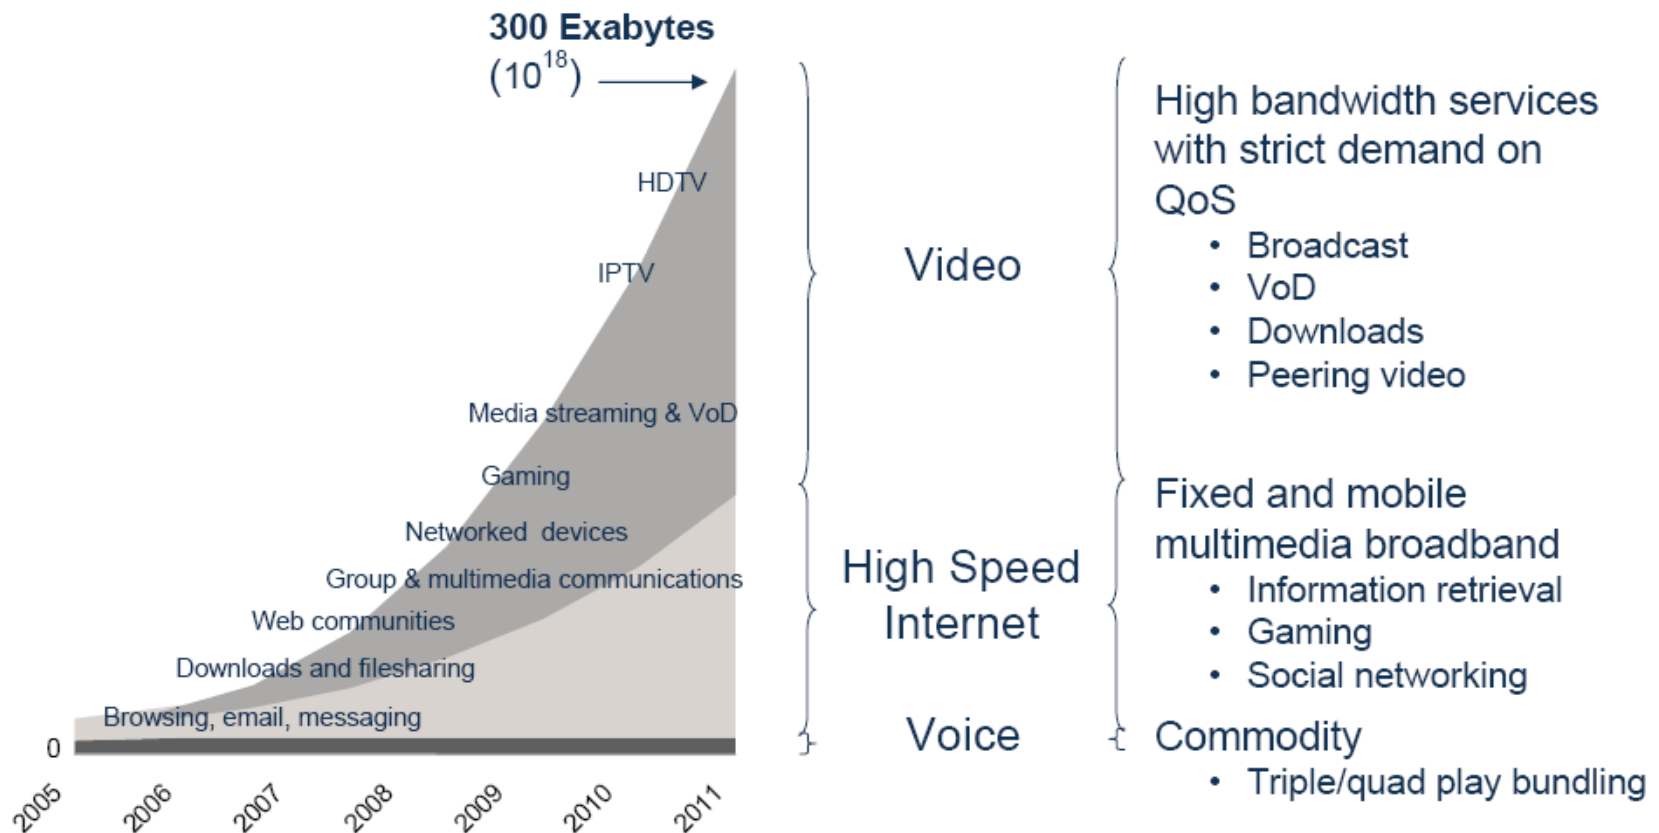 300 Exabytes
(10^18)
HDTV
IPTV
Media streaming & VoD
Gaming
Networked devices
Group & multimedia communications
Web communities
Downloads and filesharing
Browsing, email, messaging
0
2005
2006
2007
2008
2009
2010
2011
Video
High Speed
Internet
Voice
High bandwidth services
with strict demand on
QoS
• Broadcast
• VoD
• Downloads
• Peering video
Fixed and mobile
multimedia broadband
• Information retrieval
• Gaming
• Social networking
Commodity
• Triple/quad play bundling